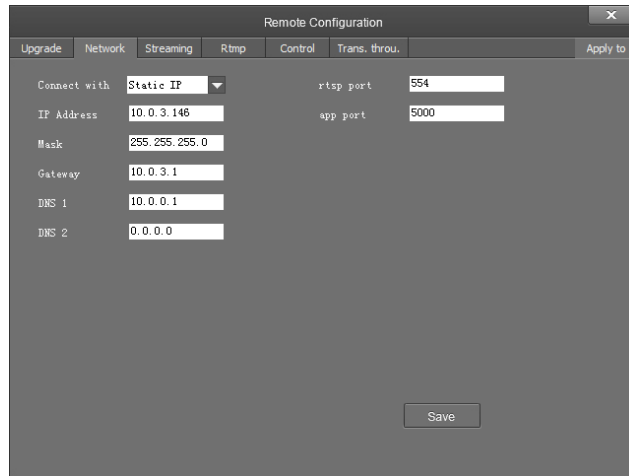 Remote Configuration
Upgrade Network Streaming Rtmp Control Trans. throu. Apply to
Connect with Static IP rtsp port 554
IP Address 10.0.3.146 app port 5000
Mask 255.255.255.0
Gateway 10.0.3.1
DNS 1 10.0.0.1
DNS 2 0.0.0.0
Save